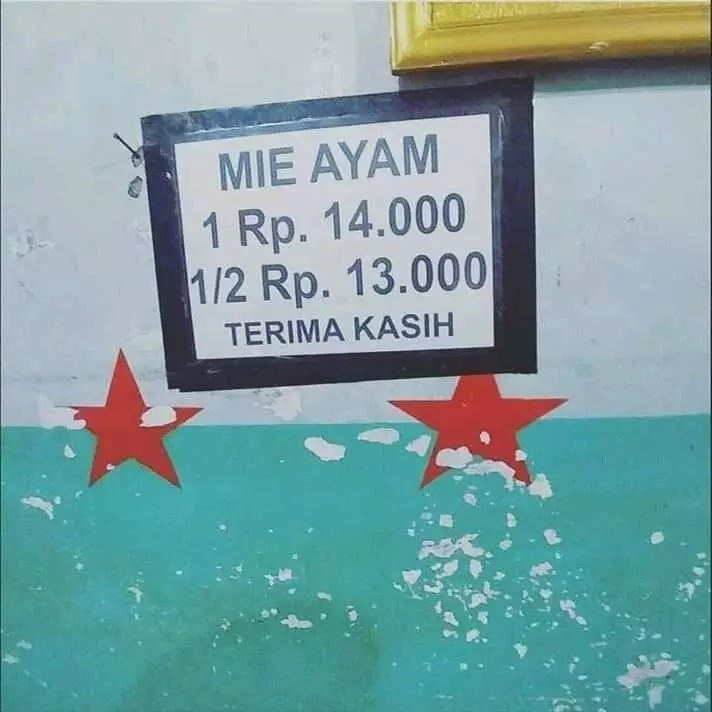 MIE AYAM
1 Rp. 14.000
1/2 Rp. 13.000
TERIMA KASIH